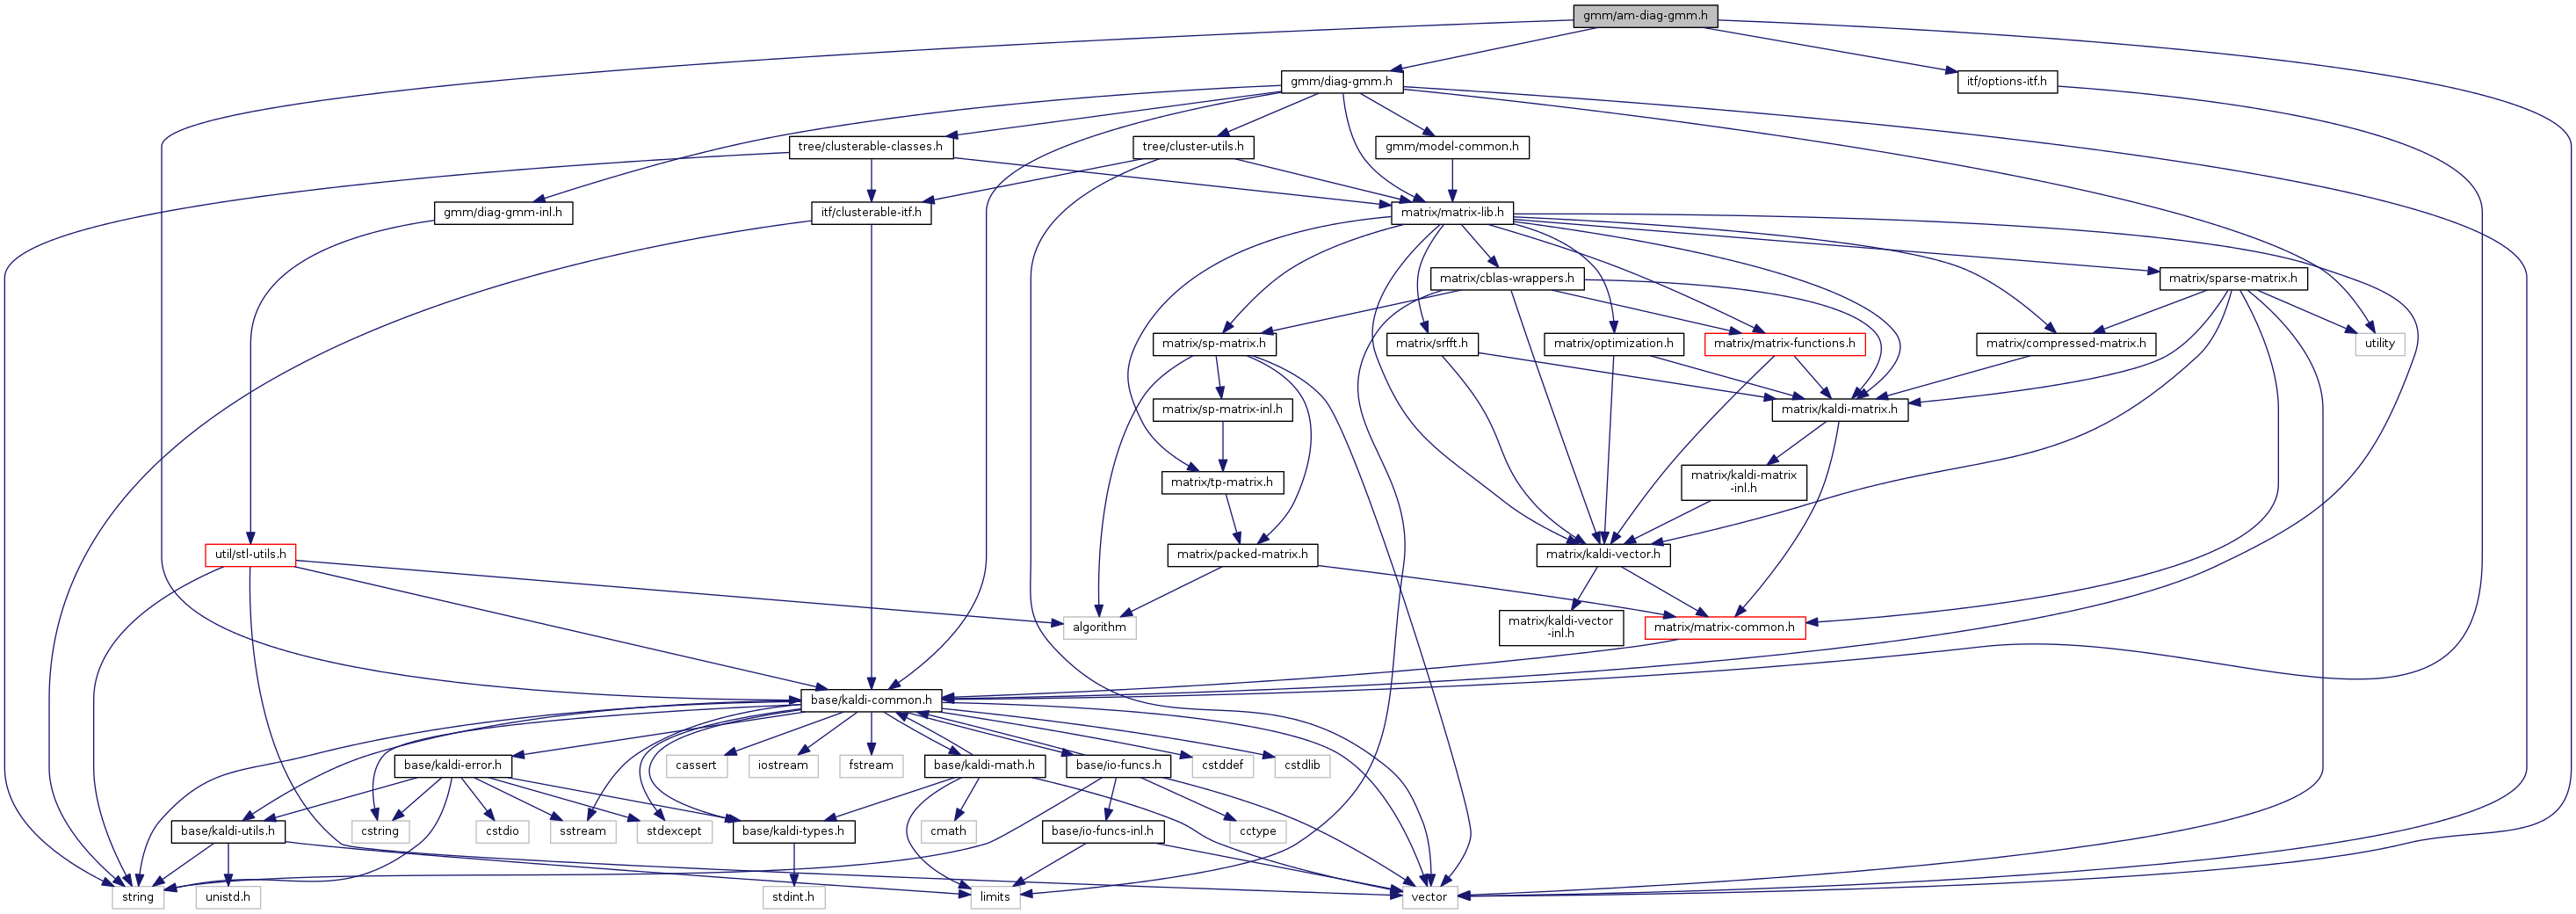 gmm/am-diag-gmm.h
gmm/diag-gmm.h
itf/options-itf.h
tree/clusterable-classes.h
tree/cluster-utils.h
gmm/model-common.h
gmm/diag-gmm-inl.h
itf/clusterable-itf.h
matrix/matrix-lib.h
matrix/cblas-wrappers.h
matrix/sparse-matrix.h
matrix/sp-matrix.h
matrix/srfft.h
matrix/optimization.h
matrix/matrix-functions.h
matrix/compressed-matrix.h
utility
matrix/sp-matrix-inl.h
matrix/kaldi-matrix.h
matrix/tp-matrix.h
matrix/kaldi-matrix
-inl.h
util/stl-utils.h
matrix/packed-matrix.h
matrix/kaldi-vector.h
algorithm
matrix/kaldi-vector
-inl.h
matrix/matrix-common.h
base/kaldi-common.h
base/kaldi-error.h
cassert
iostream
fstream
base/kaldi-math.h
base/io-funcs.h
cstddef
cstdlib
base/kaldi-utils.h
cstring
cstdio
sstream
stdexcept
base/kaldi-types.h
cmath
base/io-funcs-inl.h
cctype
string
unistd.h
stdint.h
limits
vector